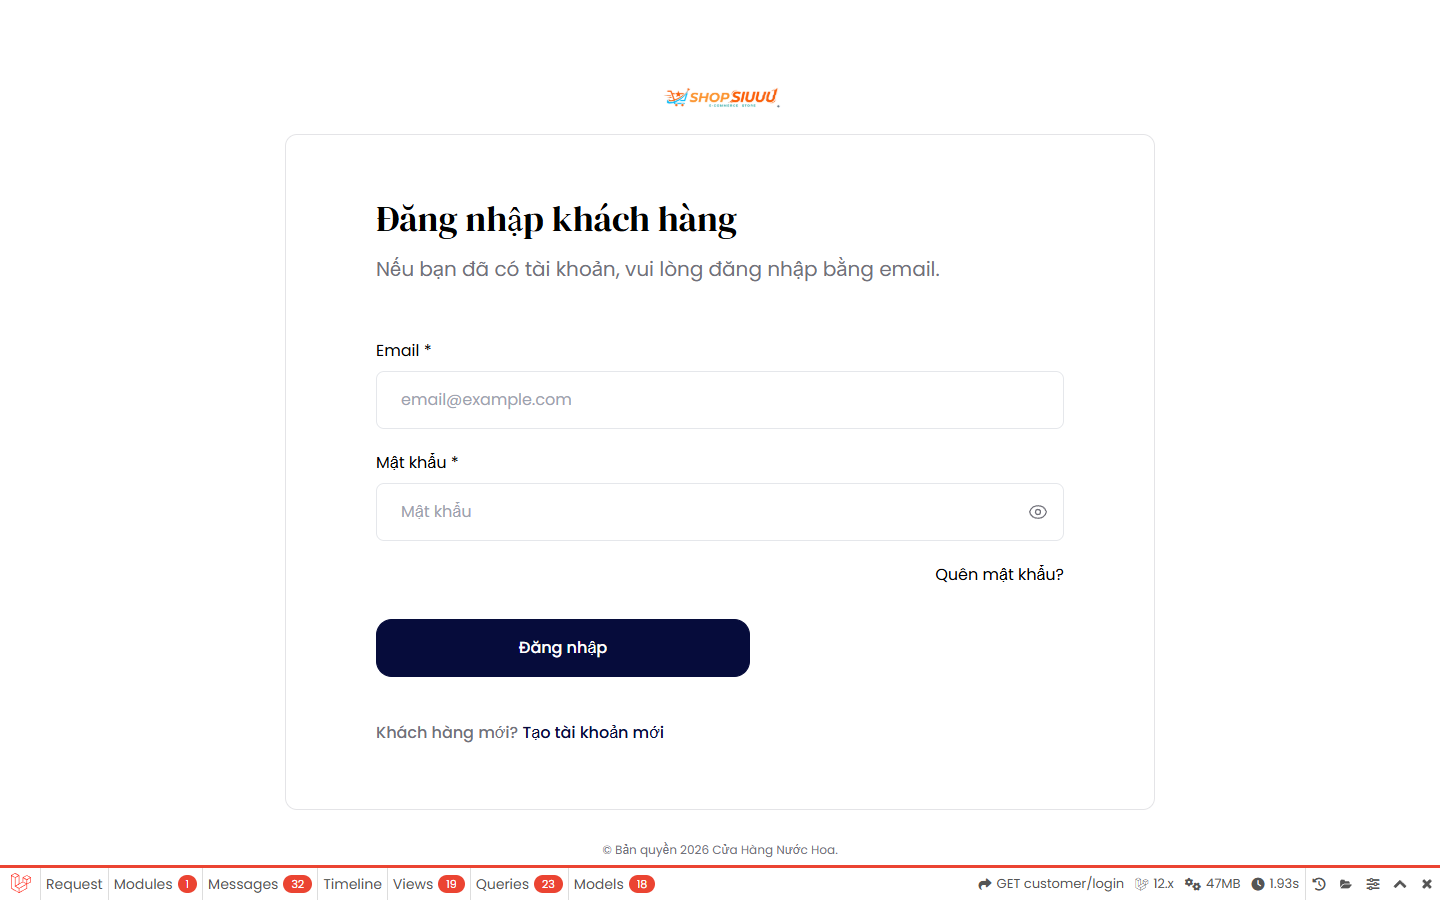 SHOP SIUUU
E-COMMERCE STORE
Đăng nhập khách hàng
Nếu bạn đã có tài khoản, vui lòng đăng nhập bằng email.
Email *
email@example.com
Mật khẩu *
Mật khẩu
Quên mật khẩu?
Đăng nhập
Khách hàng mới? Tạo tài khoản mới
© Bản quyền 2026 Cửa Hàng Nước Hoa.
Request Modules 1 Messages 32 Timeline Views 19 Queries 23 Models 18 GET customer/login 12.x 47MB 1.93s